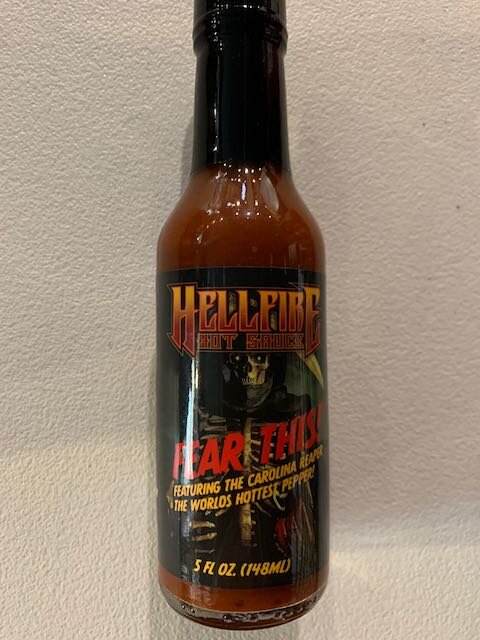 HELLFIRE
HOT SAUCE
FEAR THIS!
FEATURING THE CAROLINA REAPER
THE WORLDS HOTTEST PEPPER!
5 FL OZ. (148ML)